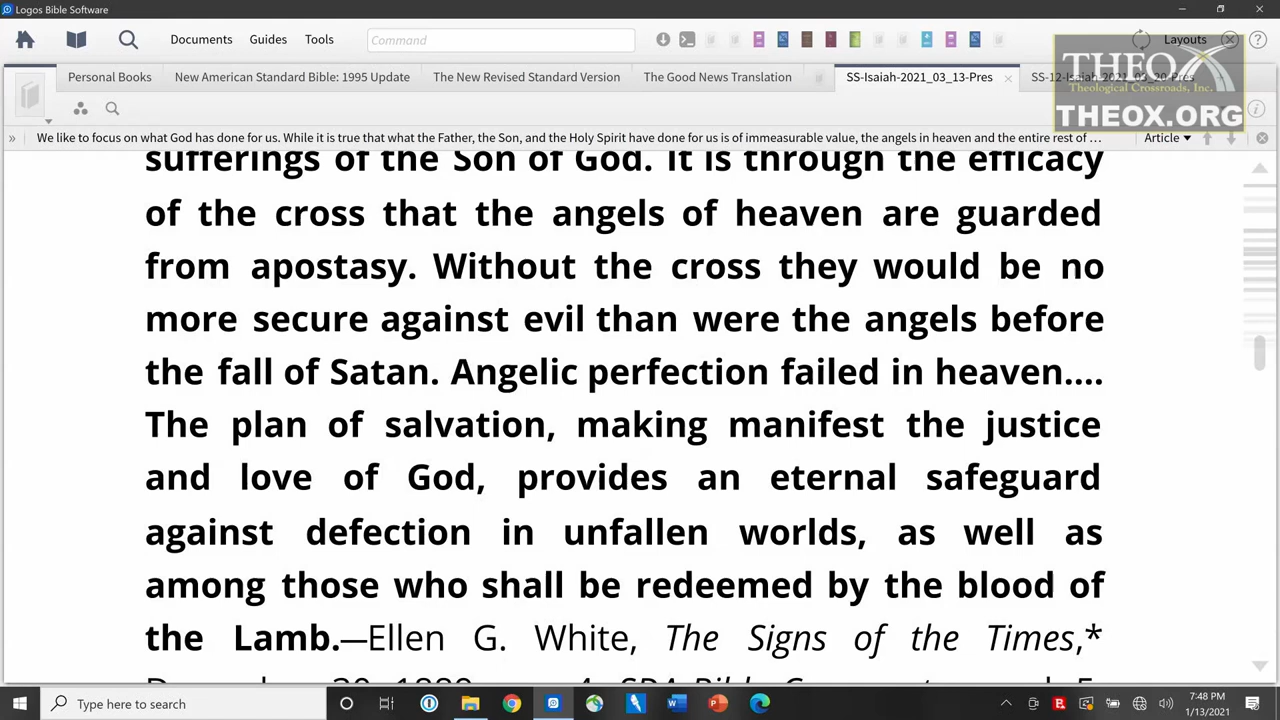 Logos Bible Software
Documents Guides Tools Command Layouts
Personal Books New American Standard Bible: 1995 Upda The New Revised Standard Version The Good News Translation SS-Isaiah-2021_03_13-Pres SS-12-Isaiah-2021_03_20-Pres
THEOX
Theological Crossroads, Inc.
THEOX.ORG
We like to focus on what God has done for us. While it is true that what the Father, the Son, and the Holy Spirit have done for us is of immeasurable value, the angels in heaven and the entire rest of … Article
sufferings of the Son of God. It is through the efficacy
of the cross that the angels of heaven are guarded
from apostasy. Without the cross they would be no
more secure against evil than were the angels before
the fall of Satan. Angelic perfection failed in heaven....
The plan of salvation, making manifest the justice
and love of God, provides an eternal safeguard
against defection in unfallen worlds, as well as
among those who shall be redeemed by the blood of
the Lamb.—Ellen G. White, The Signs of the Times,*
Type here to search
7:48 PM
1/13/2021